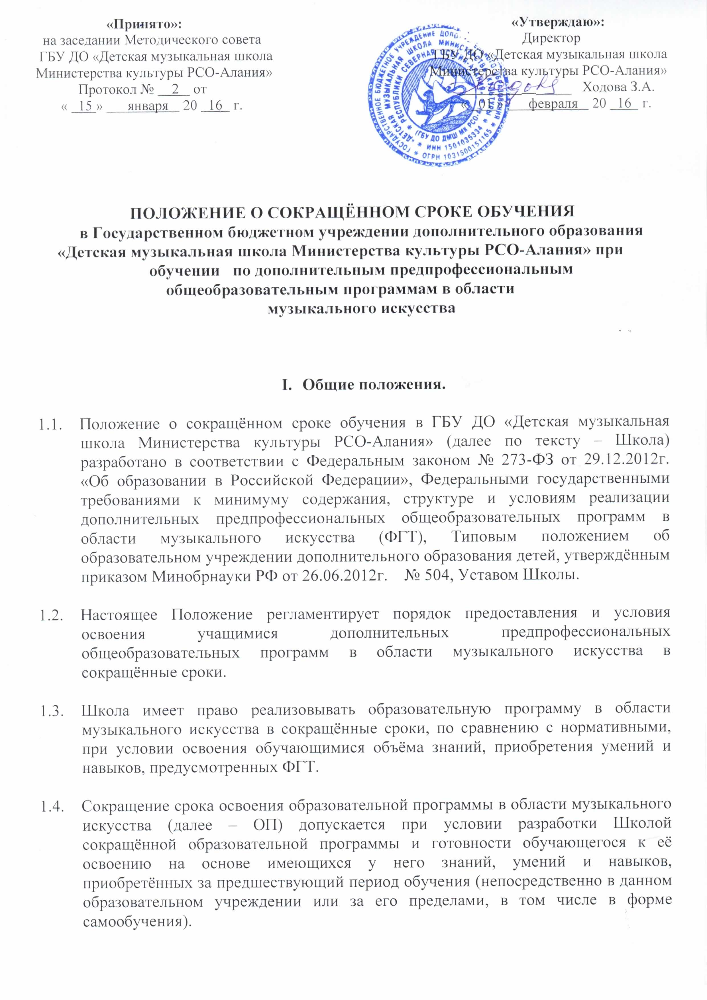 «Принято»:
на заседании Методического совета
ГБУ ДО «Детская музыкальная школа
Министерства культуры РСО-Алания»
Протокол № 2 от
« 15 » января 20 16 г.
«Утверждаю»:
Директор
ГБУ ДО «Детская музыкальная школа
Министерства культуры РСО-Алания»
Ходова З.А.
« 01 » февраля 20 16 г.
ГОСУДАРСТВЕННОЕ БЮДЖЕТНОЕ УЧРЕЖДЕНИЕ
* ОГРН 1031500151165 *
"ДЕТСКАЯ МУЗЫКАЛЬНАЯ ШКОЛА МИНИСТЕРСТВА КУЛЬТУРЫ
* ИНН 1501035334 *
РЕСПУБЛИКИ СЕВЕРНАЯ ОСЕТИЯ-АЛАНИЯ"
* (ГБУ ДО ДМШ МК РСО-А)
ПОЛОЖЕНИЕ О СОКРАЩЁННОМ СРОКЕ ОБУЧЕНИЯ
в Государственном бюджетном учреждении дополнительного образования
«Детская музыкальная школа Министерства культуры РСО-Алания» при
обучении по дополнительным предпрофессиональным
общеобразовательным программам в области
музыкального искусства
I. Общие положения.
1.1. Положение о сокращённом сроке обучения в ГБУ ДО «Детская музыкальная
школа Министерства культуры РСО-Алания» (далее по тексту – Школа)
разработано в соответствии с Федеральным законом № 273-ФЗ от 29.12.2012г.
«Об образовании в Российской Федерации», Федеральными государственными
требованиями к минимуму содержания, структуре и условиям реализации
дополнительных предпрофессиональных общеобразовательных программ в
области музыкального искусства (ФГТ), Типовым положением об
образовательном учреждении дополнительного образования детей, утверждённым
приказом Минобрнауки РФ от 26.06.2012г. № 504, Уставом Школы.
1.2. Настоящее Положение регламентирует порядок предоставления и условия
освоения учащимися дополнительных предпрофессиональных
общеобразовательных программ в области музыкального искусства в
сокращённые сроки.
1.3. Школа имеет право реализовывать образовательную программу в области
музыкального искусства в сокращённые сроки, по сравнению с нормативными,
при условии освоения обучающимися объёма знаний, приобретения умений и
навыков, предусмотренных ФГТ.
1.4. Сокращение срока освоения образовательной программы в области музыкального
искусства (далее – ОП) допускается при условии разработки Школой
сокращённой образовательной программы и готовности обучающегося к её
освоению на основе имеющихся у него знаний, умений и навыков,
приобретённых за предшествующий период обучения (непосредственно в данном
образовательном учреждении или за его пределами, в том числе в форме
самообучения).